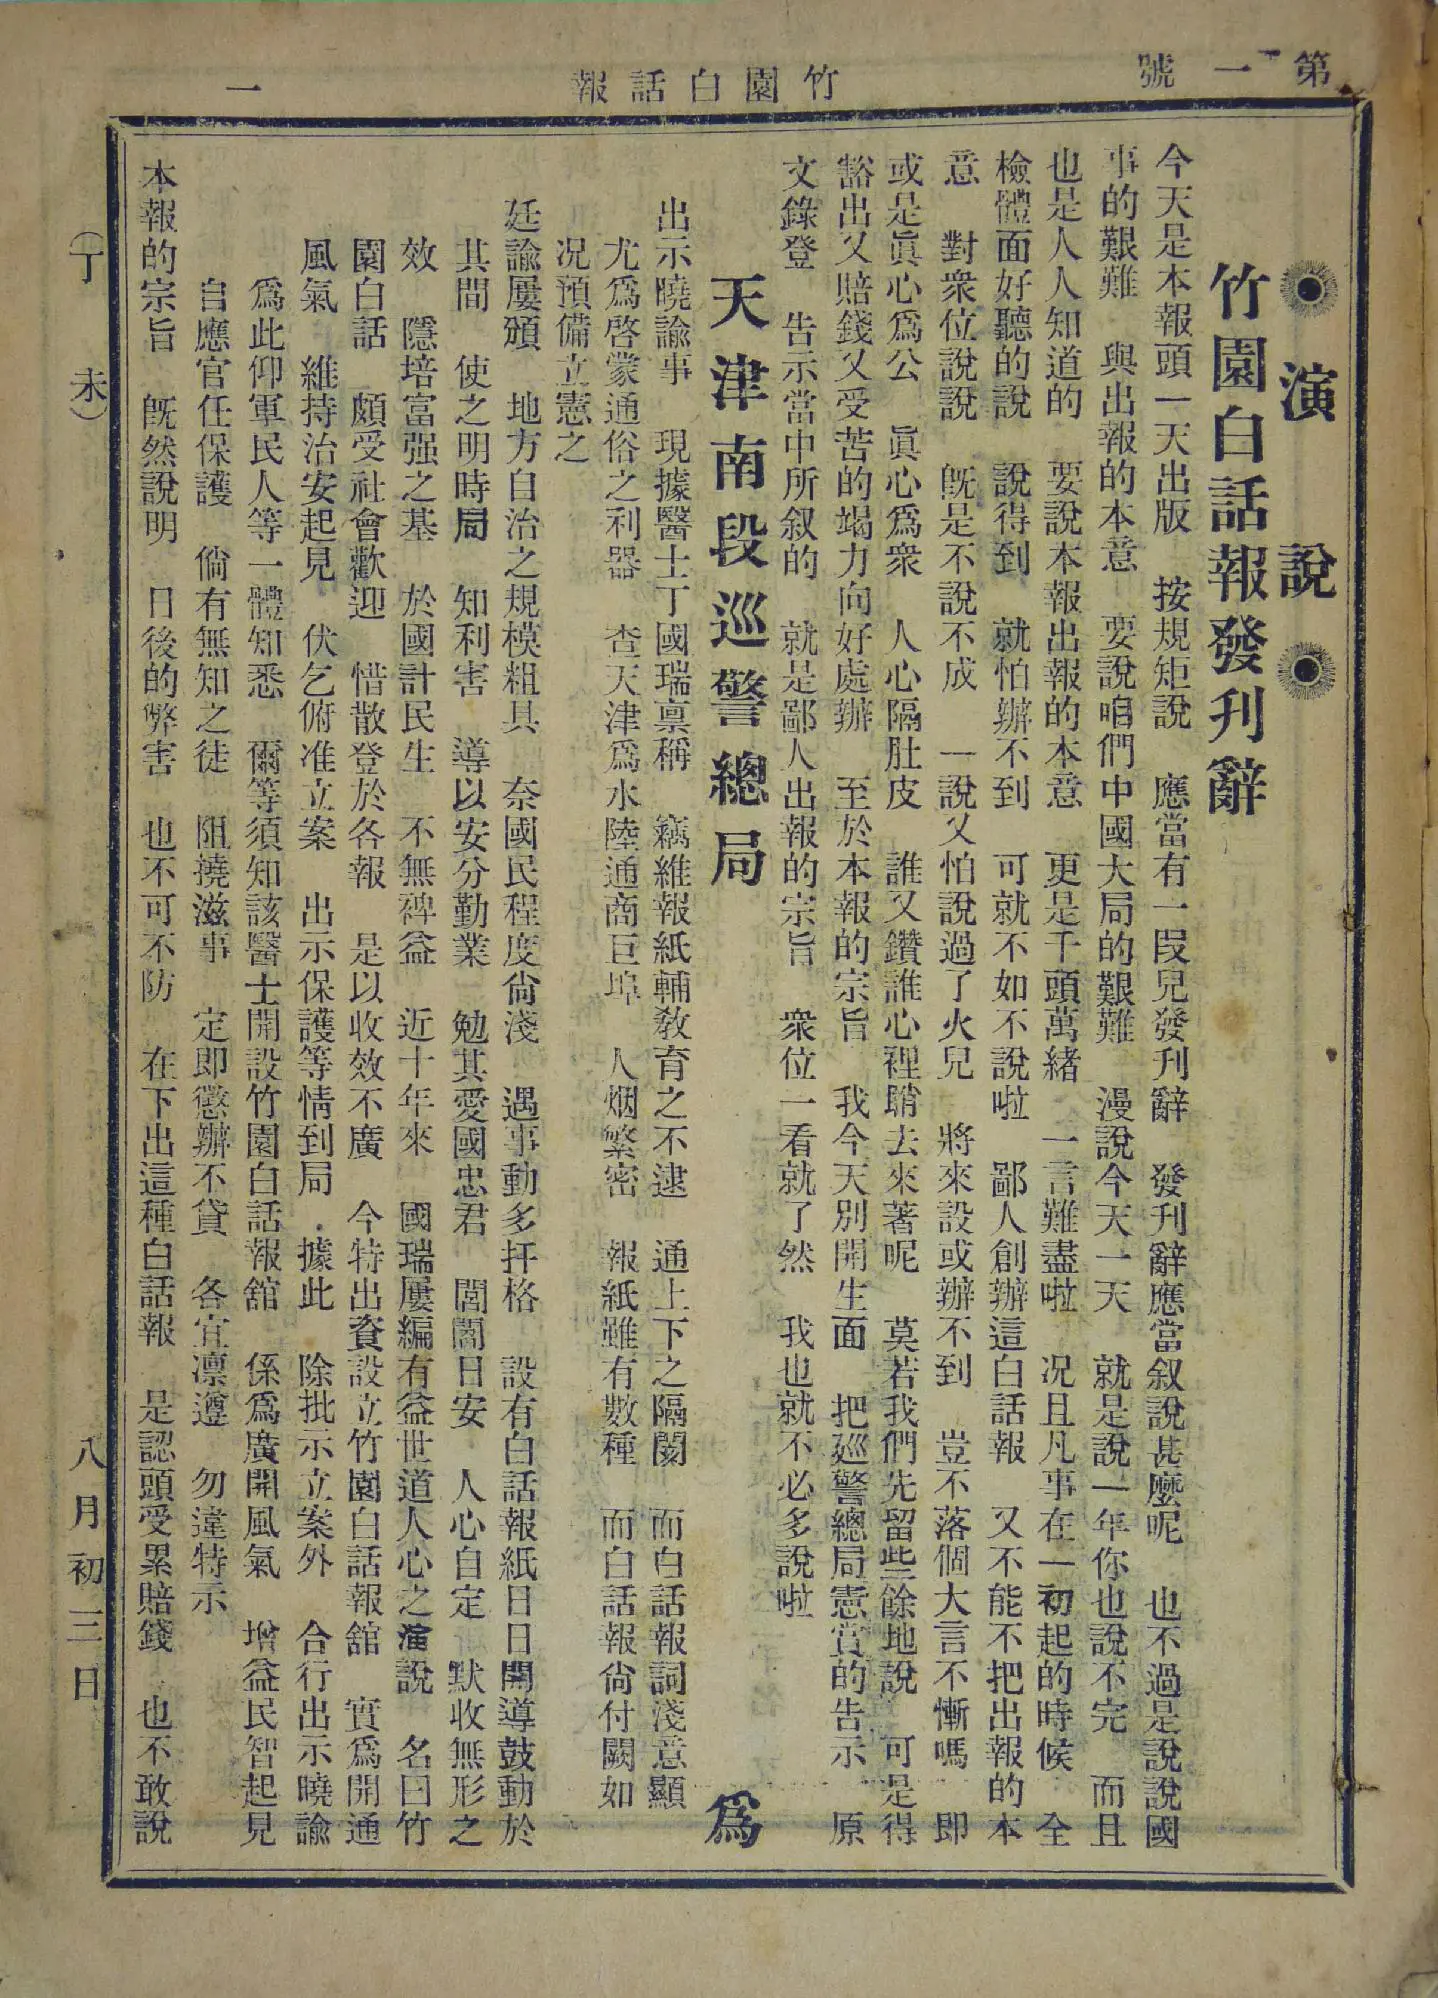 第一號
竹園白話報
一
演說
竹園白話報發刊辭
今天是本報頭一天出版　按規矩說　應當有一段兒發刊辭　發刊辭應當叙說甚麼呢　也不過是說說國
事的艱難　與出報的本意　要說咱們中國大局的艱難　漫說今天一天　就是說一年你也說不完　而且
也是人人知道的　要說本報出報的本意　更是千頭萬緒　一言難盡啦　况且凡事在一初起的時候　全
檢體面好聽的說　說得到　就怕辦不到　可就不如不說啦　鄙人創辦這白話報　又不能不把出報的本
意　對衆位說說　旣是不說不成　一說又怕說過了火兒　將來設或辦不到　豈不落個大言不慚嗎　即
或是眞心爲公　眞心爲衆　人心隔肚皮　誰又鑽誰心裡睄去來著呢　莫若我們先留些餘地說　可是得
豁出又賠錢又受苦的竭力向好處辦　至於本報的宗旨　我今天別開生面　把廵警總局憲賞的告示　原
文錄登　告示當中所叙的　就是鄙人出報的宗旨　衆位一看就了然　我也就不必多說啦
天津南段巡警總局　爲
出示曉諭事　現據醫士丁國瑞禀稱　竊維報紙輔敎育之不逮　通上下之隔閡　而白話報詞淺意顯
尤爲啓蒙通俗之利器　查天津爲水陸通商巨埠　人烟繁密　報紙雖有數種　而白話報尙付闕如
况預備立憲之
廷諭屢頒　地方自治之規模粗具　奈國民程度尙淺　遇事動多扞格　設有白話報紙日日開導鼓動於
其間　使之明時局　知利害　導以安分勤業　勉其愛國忠君　閭閻日安　人心自定　默收無形之
效　隱培富强之基　於國計民生　不無裨益　近十年來　國瑞屢編有益世道人心之演說　名曰竹
園白話　頗受社會歡迎　惜散登於各報　是以收效不廣　今特出資設立竹園白話報舘　實爲開通
風氣　維持治安起見　伏乞俯准立案　出示保護等情到局　據此　除批示立案外　合行出示曉諭
爲此仰軍民人等一體知悉　爾等須知該醫士開設竹園白話報舘　係爲廣開風氣　增益民智起見
自應官任保護　倘有無知之徒　阻撓滋事　定即懲辦不貸　各宜凛遵　勿違特示
本報的宗旨　旣然說明　日後的弊害　也不可不防　在下出這種白話報　是認頭受累賠錢　也不敢說
（丁未）
八月初三日